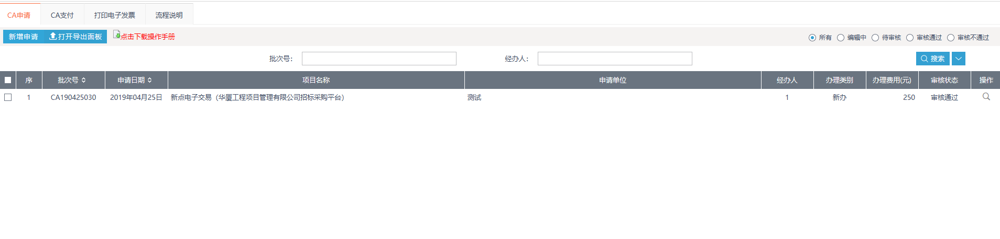 CA申请 CA支付 打印电子发票 流程说明
新增申请 打开导出面板 点击下载操作手册 所有 编辑中 待审核 审核通过 审核不通过
批次号： 经办人： 搜索
序 批次号 申请日期 项目名称 申请单位 经办人 办理类别 办理费用(元) 审核状态 操作
1 CA190425030 2019年04月25日 新点电子交易（华厦工程项目管理有限公司招标采购平台） 测试 1 新办 250 审核通过